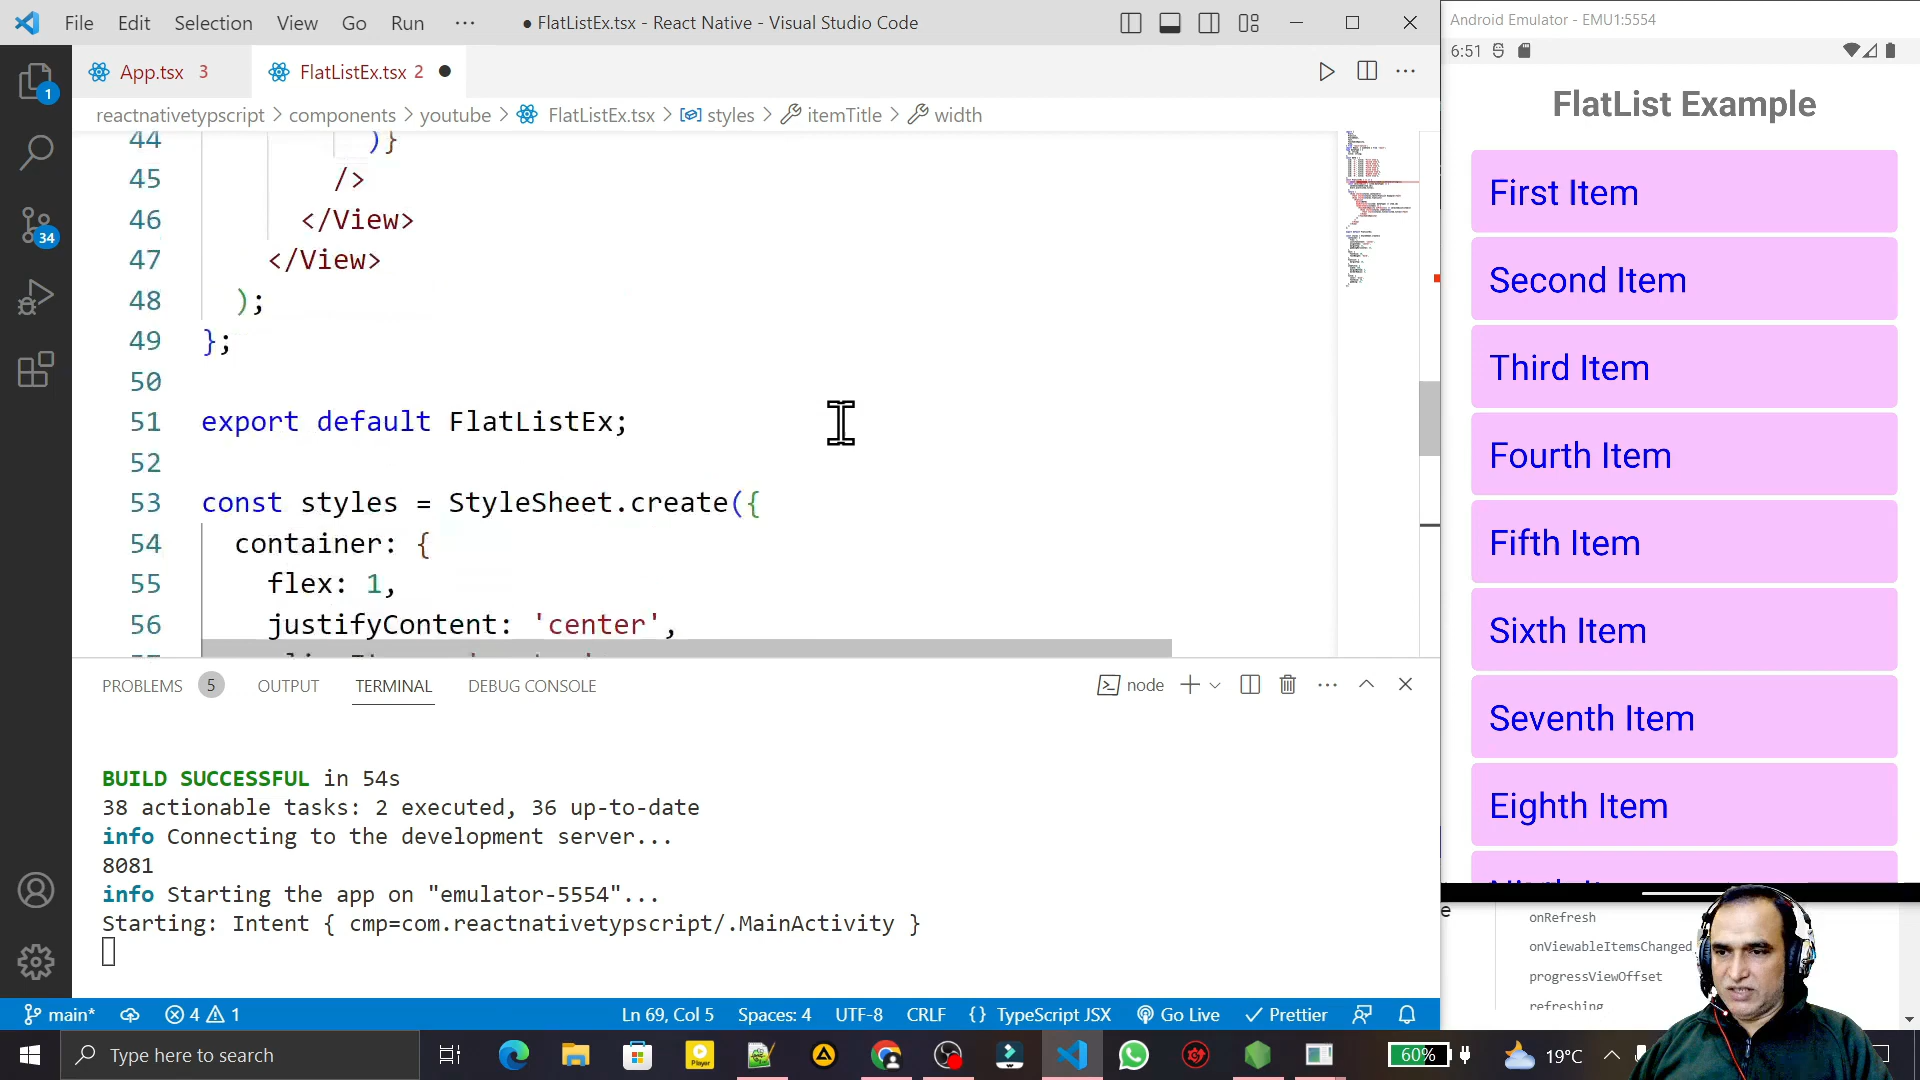 File Edit Selection View Go Run ··· ● FlatListEx.tsx - React Native - Visual Studio Code
App.tsx 3 FlatListEx.tsx 2 ●
reactnativetypscript > components > youtube > FlatListEx.tsx > styles > itemTitle > width
44 )}
45 />
46 </View>
47 </View>
48 );
49 };
50
51 export default FlatListEx;
52
53 const styles = StyleSheet.create({
54 container: {
55 flex: 1,
56 justifyContent: 'center',
1
34
PROBLEMS 5 OUTPUT TERMINAL DEBUG CONSOLE
node
BUILD SUCCESSFUL in 54s
38 actionable tasks: 2 executed, 36 up-to-date
info Connecting to the development server...
8081
info Starting the app on "emulator-5554"...
Starting: Intent { cmp=com.reactnativetypscript/.MainActivity }
main* 4 1 Ln 69, Col 5 Spaces: 4 UTF-8 CRLF {} TypeScript JSX Go Live Prettier
Type here to search
60% 19°C
Android Emulator - EMU1:5554
6:51
FlatList Example
First Item
Second Item
Third Item
Fourth Item
Fifth Item
Sixth Item
Seventh Item
Eighth Item
onRefresh
onViewableItemsChanged
progressViewOffset
refreshing